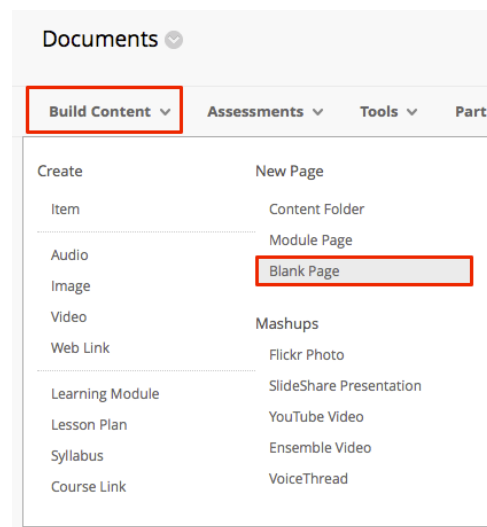 Documents
Build Content
Assessments
Tools
Part
Create
Item
Audio
Image
Video
Web Link
Learning Module
Lesson Plan
Syllabus
Course Link
New Page
Content Folder
Module Page
Blank Page
Mashups
Flickr Photo
SlideShare Presentation
YouTube Video
Ensemble Video
VoiceThread